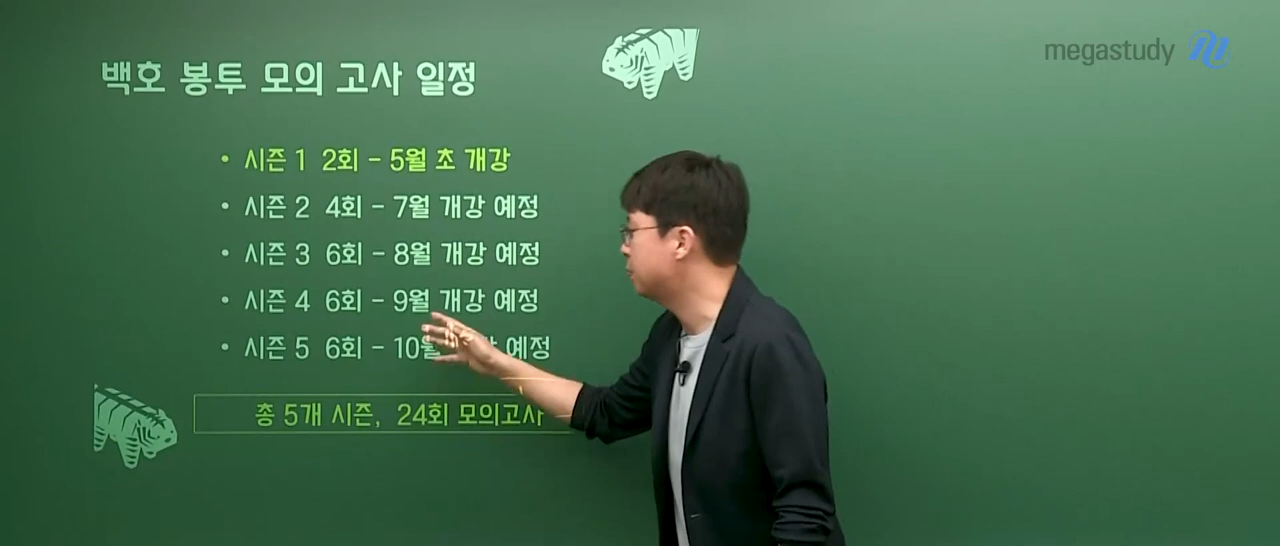 megastudy
백호 봉투 모의 고사 일정
• 시즌 1 2회 - 5월 초 개강
• 시즌 2 4회 - 7월 개강 예정
• 시즌 3 6회 - 8월 개강 예정
• 시즌 4 6회 - 9월 개강 예정
• 시즌 5 6회 - 10월 예정
총 5개 시즌, 24회 모의고사